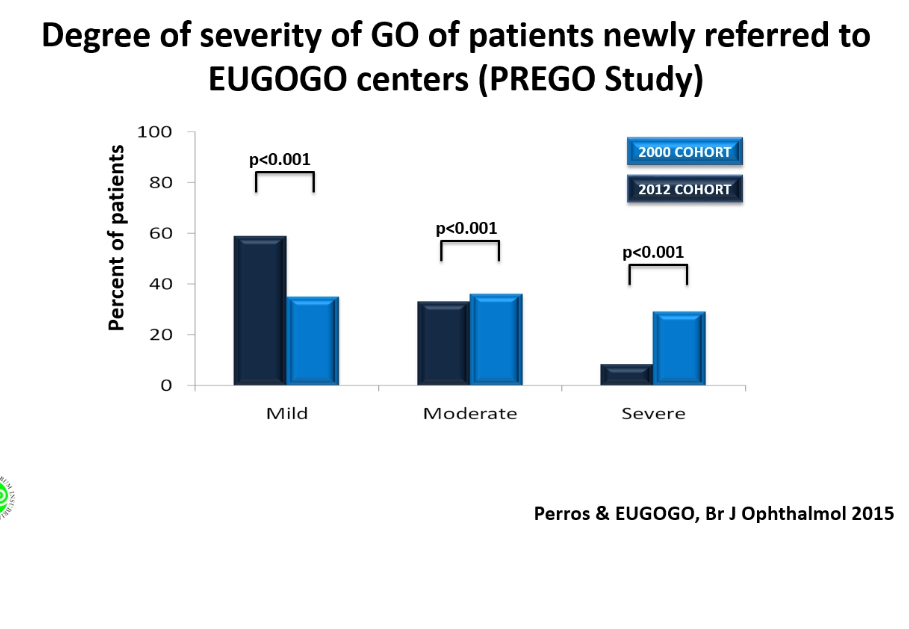 Degree of severity of GO of patients newly referred to
EUGOGO centers (PREGO Study)
Percent of patients
100
80
60
40
20
0
p<0.001
p<0.001
p<0.001
2000 COHORT
2012 COHORT
Mild
Moderate
Severe
Perros & EUGOGO, Br J Ophthalmol 2015